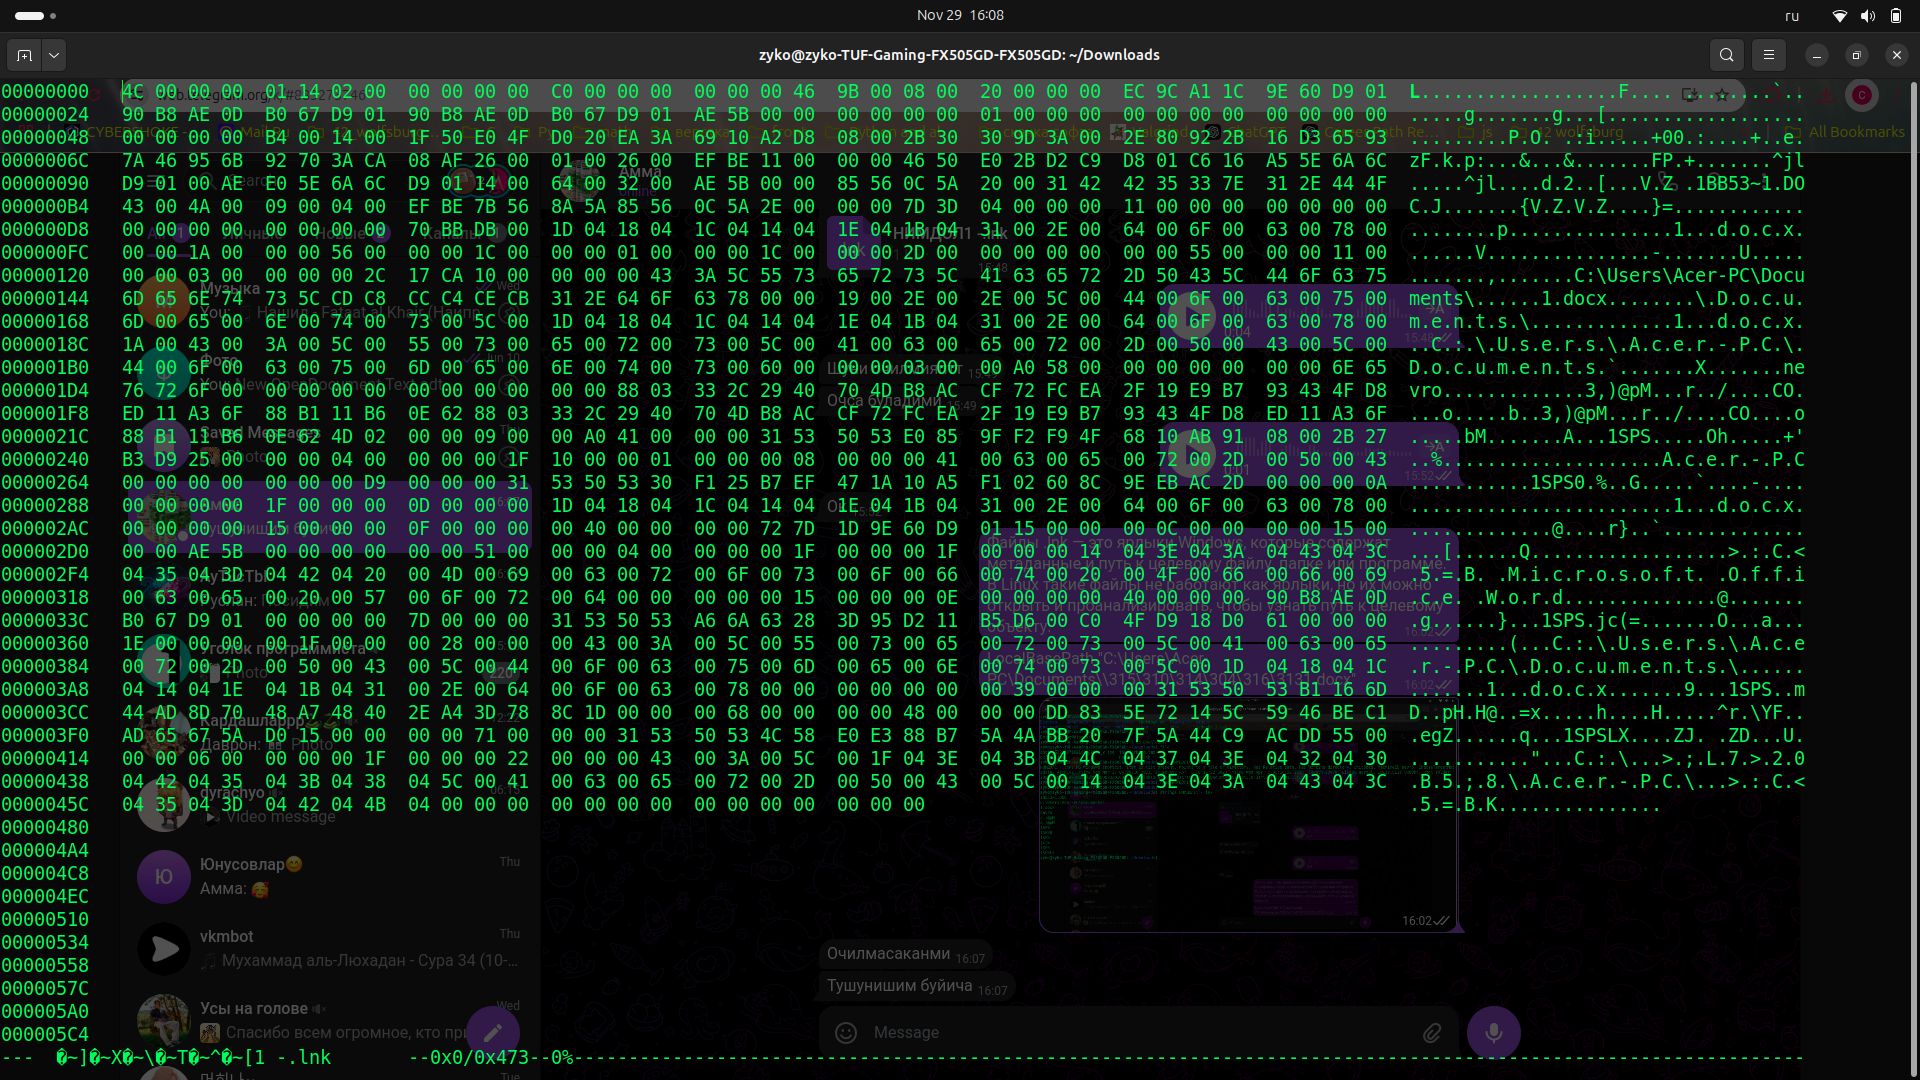 Nov 29 16:08
ru
zyko@zyko-TUF-Gaming-FX505GD-FX505GD: ~/Downloads
00000000 4C 00 00 00 01 14 02 00 00 00 00 00 C0 00 00 00 00 00 00 46 9B 00 08 00 20 00 00 00 EC 9C A1 1C 9E 60 D9 01 L..................F.... ........`..
00000024 90 B8 AE 0D B0 67 D9 01 90 B8 AE 0D B0 67 D9 01 AE 5B 00 00 00 00 00 00 01 00 00 00 00 00 00 00 00 00 00 00 .....g.......g...[..................
00000048 00 00 00 00 B4 00 14 00 1F 50 E0 4F D0 20 EA 3A 69 10 A2 D8 08 00 2B 30 30 9D 3A 00 2E 80 92 2B 16 D3 65 93 .........P.O. .:i.....+00.:....+..e.
0000006C 7A 46 95 6B 92 70 3A CA 08 AF 26 00 01 00 26 00 EF BE 11 00 00 00 46 50 E0 2B D2 C9 D8 01 C6 16 A5 5E 6A 6C zF.k.p:...&...&.......FP.+.......^jl
00000090 D9 01 00 AE E0 5E 6A 6C D9 01 14 00 64 00 32 00 AE 5B 00 00 85 56 0C 5A 20 00 31 42 42 35 33 7E 31 2E 44 4F .....^jl....d.2..[...V.Z .1BB53~1.DO
000000B4 43 00 4A 00 09 00 04 00 EF BE 7B 56 8A 5A 85 56 0C 5A 2E 00 00 00 7D 3D 04 00 00 00 11 00 00 00 00 00 00 00 C.J.......{V.Z.V.Z....}=............
000000D8 00 00 00 00 00 00 00 00 70 BB DB 00 1D 04 18 04 1C 04 14 04 1E 04 1B 04 31 00 2E 00 64 00 6F 00 63 00 78 00 ........p...............1...d.o.c.x.
000000FC 00 00 1A 00 00 00 56 00 00 00 1C 00 00 00 01 00 00 00 1C 00 00 00 2D 00 00 00 00 00 00 00 55 00 00 00 11 00 ......V...............-.......U.....
00000120 00 00 03 00 00 00 2C 17 CA 10 00 00 00 00 43 3A 5C 55 73 65 72 73 5C 41 63 65 72 2D 50 43 5C 44 6F 63 75 ......,.......C:\Users\Acer-PC\Docu
00000144 6D 65 6E 74 73 5C CD C8 CC C4 CE CB 31 2E 64 6F 63 78 00 00 19 00 2E 00 2E 00 5C 00 44 00 6F 00 63 00 75 00 ments\......1.docx........\.D.o.c.u.
00000168 6D 00 65 00 6E 00 74 00 73 00 5C 00 1D 04 18 04 1C 04 14 04 1E 04 1B 04 31 00 2E 00 64 00 6F 00 63 00 78 00 m.e.n.t.s.\.............1...d.o.c.x.
0000018C 1A 00 43 00 3A 00 5C 00 55 00 73 00 65 00 72 00 73 00 5C 00 41 00 63 00 65 00 72 00 2D 00 50 00 43 00 5C 00 ..C.:.\.U.s.e.r.s.\.A.c.e.r.-.P.C.\.
000001B0 44 00 6F 00 63 00 75 00 6D 00 65 00 6E 00 74 00 73 00 60 00 00 00 03 00 00 A0 58 00 00 00 00 00 00 00 6E 65 D.o.c.u.m.e.n.t.s.`.......X.......ne
000001D4 76 72 6F 00 00 00 00 00 00 00 00 00 00 00 88 03 33 2C 29 40 70 4D B8 AC CF 72 FC EA 2F 19 E9 B7 93 43 4F D8 vro.............3,)@pM...r../....CO.
000001F8 ED 11 A3 6F 88 B1 11 B6 0E 62 88 03 33 2C 29 40 70 4D B8 AC CF 72 FC EA 2F 19 E9 B7 93 43 4F D8 ED 11 A3 6F ...o.....b..3,)@pM...r../....CO....o
0000021C 88 B1 11 B6 0E 62 4D 02 00 00 09 00 00 A0 41 00 00 00 31 53 50 53 E0 85 9F F2 F9 4F 68 10 AB 91 08 00 2B 27 .....bM.......A...1SPS.....Oh.....+'
00000240 B3 D9 25 00 00 00 04 00 00 00 00 1F 10 00 00 01 00 00 00 08 00 00 00 41 00 63 00 65 00 72 00 2D 00 50 00 43 ..%....................A.c.e.r.-.P.C
00000264 00 00 00 00 00 00 00 D9 00 00 00 31 53 50 53 30 F1 25 B7 EF 47 1A 10 A5 F1 02 60 8C 9E EB AC 2D 00 00 00 0A ...........1SPS0.%..G.....`....-....
00000288 00 00 00 00 1F 00 00 00 0D 00 00 00 1D 04 18 04 1C 04 14 04 1E 04 1B 04 31 00 2E 00 64 00 6F 00 63 00 78 00 ........................1...d.o.c.x.
000002AC 00 00 00 00 15 00 00 00 0F 00 00 00 00 40 00 00 00 72 7D 1D 9E 60 D9 01 15 00 00 00 0C 00 00 00 00 15 00 .............@...r}..`..............
000002D0 00 00 AE 5B 00 00 00 00 00 00 51 00 00 00 04 00 00 00 00 1F 00 00 00 1F 00 00 00 14 04 3E 04 3A 04 43 04 3C ...[......Q..................>.:.C.<
000002F4 04 35 04 3D 04 42 04 20 00 4D 00 69 00 63 00 72 00 6F 00 73 00 6F 00 66 00 74 00 20 00 4F 00 66 00 66 00 69 .5.=.B. .M.i.c.r.o.s.o.f.t. .O.f.f.i
00000318 00 63 00 65 00 20 00 57 00 6F 00 72 00 64 00 00 00 00 00 15 00 00 00 0E 00 00 00 00 40 00 00 00 90 B8 AE 0D .c.e. .W.o.r.d..............@.......
0000033C B0 67 D9 01 00 00 00 00 7D 00 00 00 31 53 50 53 A6 6A 63 28 3D 95 D2 11 B5 D6 00 C0 4F D9 18 D0 61 00 00 00 .g......}...1SPS.jc(=.......O...a...
00000360 1E 00 00 00 00 1F 00 00 00 28 00 00 00 43 00 3A 00 5C 00 55 00 73 00 65 00 72 00 73 00 5C 00 41 00 63 00 65 .........(...C.:.\.U.s.e.r.s.\.A.c.e
00000384 00 72 00 2D 00 50 00 43 00 5C 00 44 00 6F 00 63 00 75 00 6D 00 65 00 6E 00 74 00 73 00 5C 00 1D 04 18 04 1C .r.-.P.C.\.D.o.c.u.m.e.n.t.s.\......
000003A8 04 14 04 1E 04 1B 04 31 00 2E 00 64 00 6F 00 63 00 78 00 00 00 00 00 00 00 39 00 00 00 31 53 50 53 B1 16 6D .......1...d.o.c.x.......9...1SPS..m
000003CC 44 AD 8D 70 48 A7 48 40 2E A4 3D 78 8C 1D 00 00 00 68 00 00 00 00 48 00 00 00 DD 83 5E 72 14 5C 59 46 BE C1 D..pH.H@..=x.....h....H.....^r.\YF..
000003F0 AD 65 67 5A D0 15 00 00 00 00 71 00 00 00 31 53 50 53 4C 58 E0 E3 88 B7 5A 4A BB 20 7F 5A 44 C9 AC DD 55 00 .egZ......q...1SPSLX....ZJ. .ZD...U.
00000414 00 00 06 00 00 00 00 1F 00 00 00 22 00 00 00 43 00 3A 00 5C 00 1F 04 3E 04 3B 04 4C 04 37 04 3E 04 32 04 30 ..........."...C.:.\...>.;.L.7.>.2.0
00000438 04 42 04 35 04 3B 04 38 04 5C 00 41 00 63 00 65 00 72 00 2D 00 50 00 43 00 5C 00 14 04 3E 04 3A 04 43 04 3C .B.5.;.8.\.A.c.e.r.-.P.C.\...>.:.C.<
0000045C 04 35 04 3D 04 42 04 4B 04 00 00 00 00 00 00 00 00 00 00 00 00 00 00 .5.=.B.K...............
00000480
000004A4
000004C8
000004EC
00000510
00000534
00000558
0000057C
000005A0
000005C4
All Bookmarks
Юнусовлар😊 Thu
Амма: 🥰
vkmbot Thu
Мухаммад аль-Люхадан - Сура 34 (10-...
Усы на голове Wed
Спасибо всем огромное, кто при
Video message
16:02
Очилмасаканми 16:07
Тушунишим буйича 16:07
Message
--- �~]�~X�~\�~T�~^�~[1 -.lnk --0x0/0x473--0%---